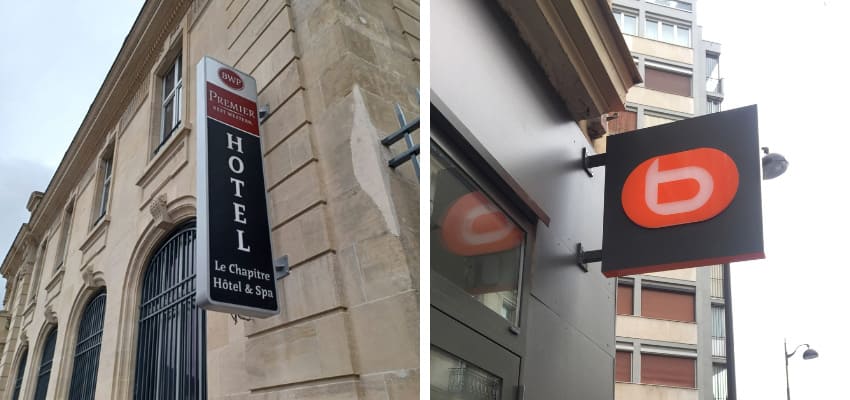 BWP
PREMIER
BEST WESTERN
HOTEL
Le Chapitre
Hôtel & Spa
b